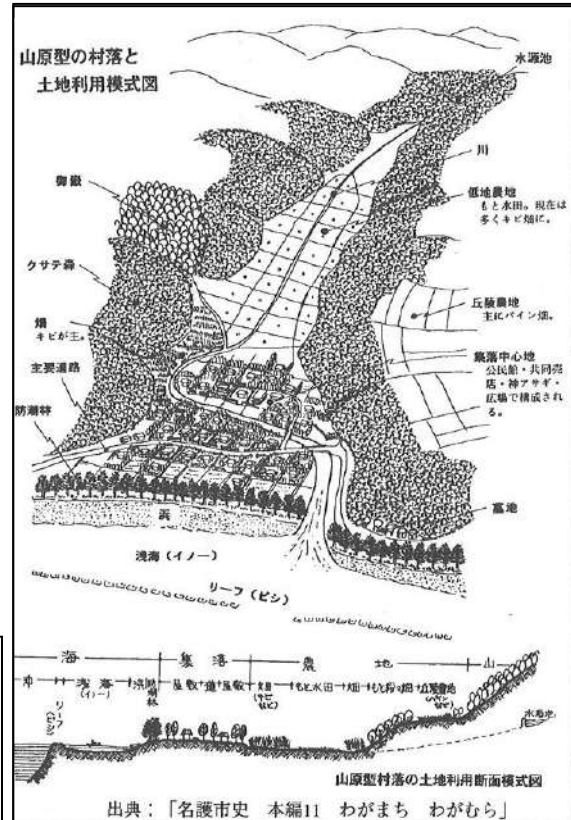 山原型の村落と
土地利用模式図
水源池
川
御嶽
低地農地
もと水田。現在は
多くキビ畑に。
クサテ森
丘陵農地
主にパイン畑。
畑
キビが主。
集落中心地
公民館・共同売
店・神アサギ・
広場で構成され
る。
主要道路
防潮林
墓地
浜
浅海(イノー)
リーフ(ピシ)
海
集落
農地
山
沖
リーフ
(ピシ)
浅海
(イノー)
浜
防潮林
屋敷
道
屋敷
もと水田
畑
水源池
山原型村落の土地利用断面模式図
出典:「名護市史 本編11 わがまち わがむら」